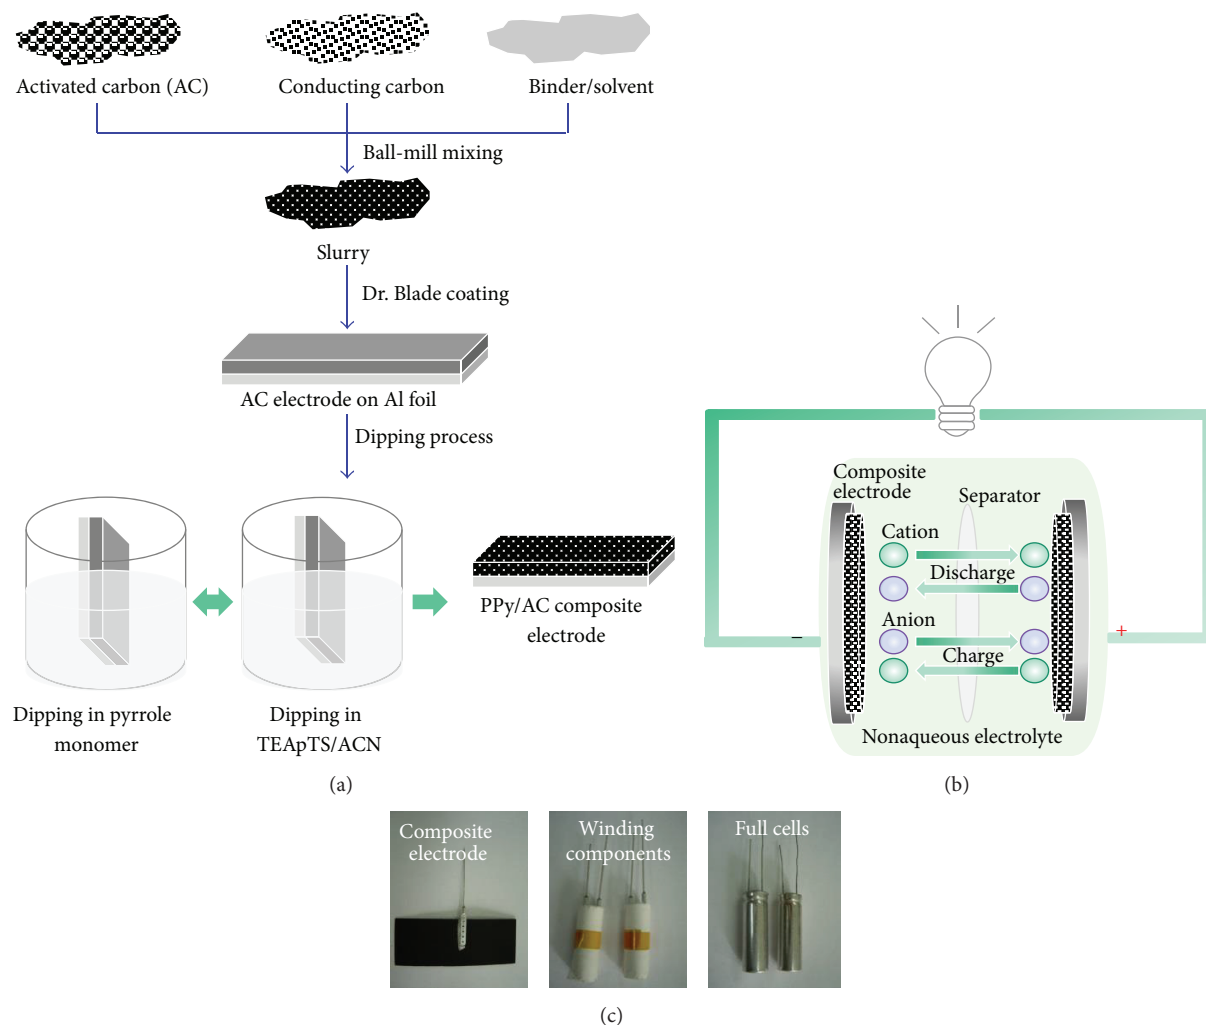 Activated carbon (AC)
Conducting carbon
Binder/solvent
Ball-mill mixing
Slurry
Dr. Blade coating
AC electrode on Al foil
Dipping process
Dipping in pyrrole
monomer
Dipping in
TEApTS/ACN
PPy/AC composite
electrode
(a)
Composite
electrode
Separator
Cation
Discharge
Anion
Charge
−
+
Nonaqueous electrolyte
(b)
Composite
electrode
Winding
components
Full cells
(c)